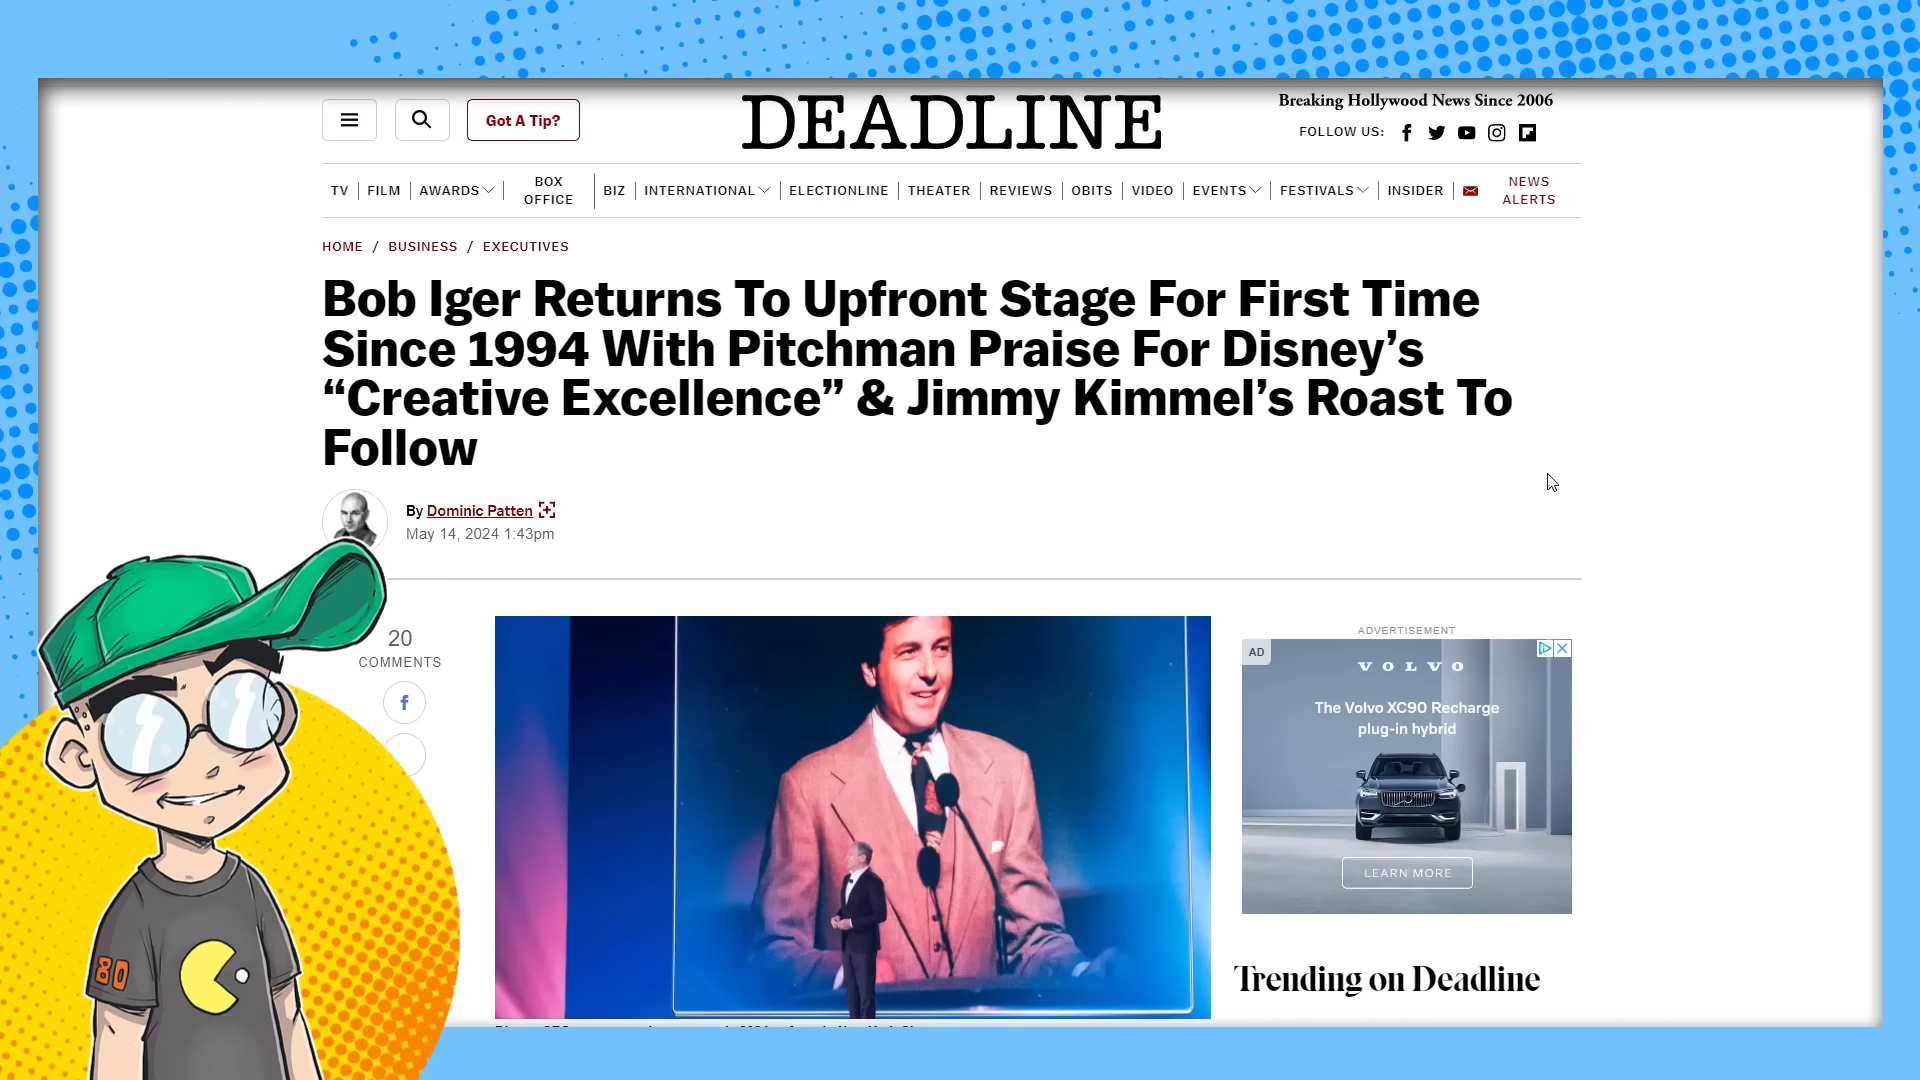 Got A Tip?
DEADLINE
Breaking Hollywood News Since 2006
FOLLOW US:
TV
FILM
AWARDS
BOX
OFFICE
BIZ
INTERNATIONAL
ELECTIONLINE
THEATER
REVIEWS
OBITS
VIDEO
EVENTS
FESTIVALS
INSIDER
NEWS
ALERTS
HOME / BUSINESS / EXECUTIVES
Bob Iger Returns To Upfront Stage For First Time
Since 1994 With Pitchman Praise For Disney’s
“Creative Excellence” & Jimmy Kimmel’s Roast To
Follow
By Dominic Patten
May 14, 2024 1:43pm
20
COMMENTS
ADVERTISEMENT
AD
VOLVO
The Volvo XC90 Recharge
plug-in hybrid
LEARN MORE
Trending on Deadline
80